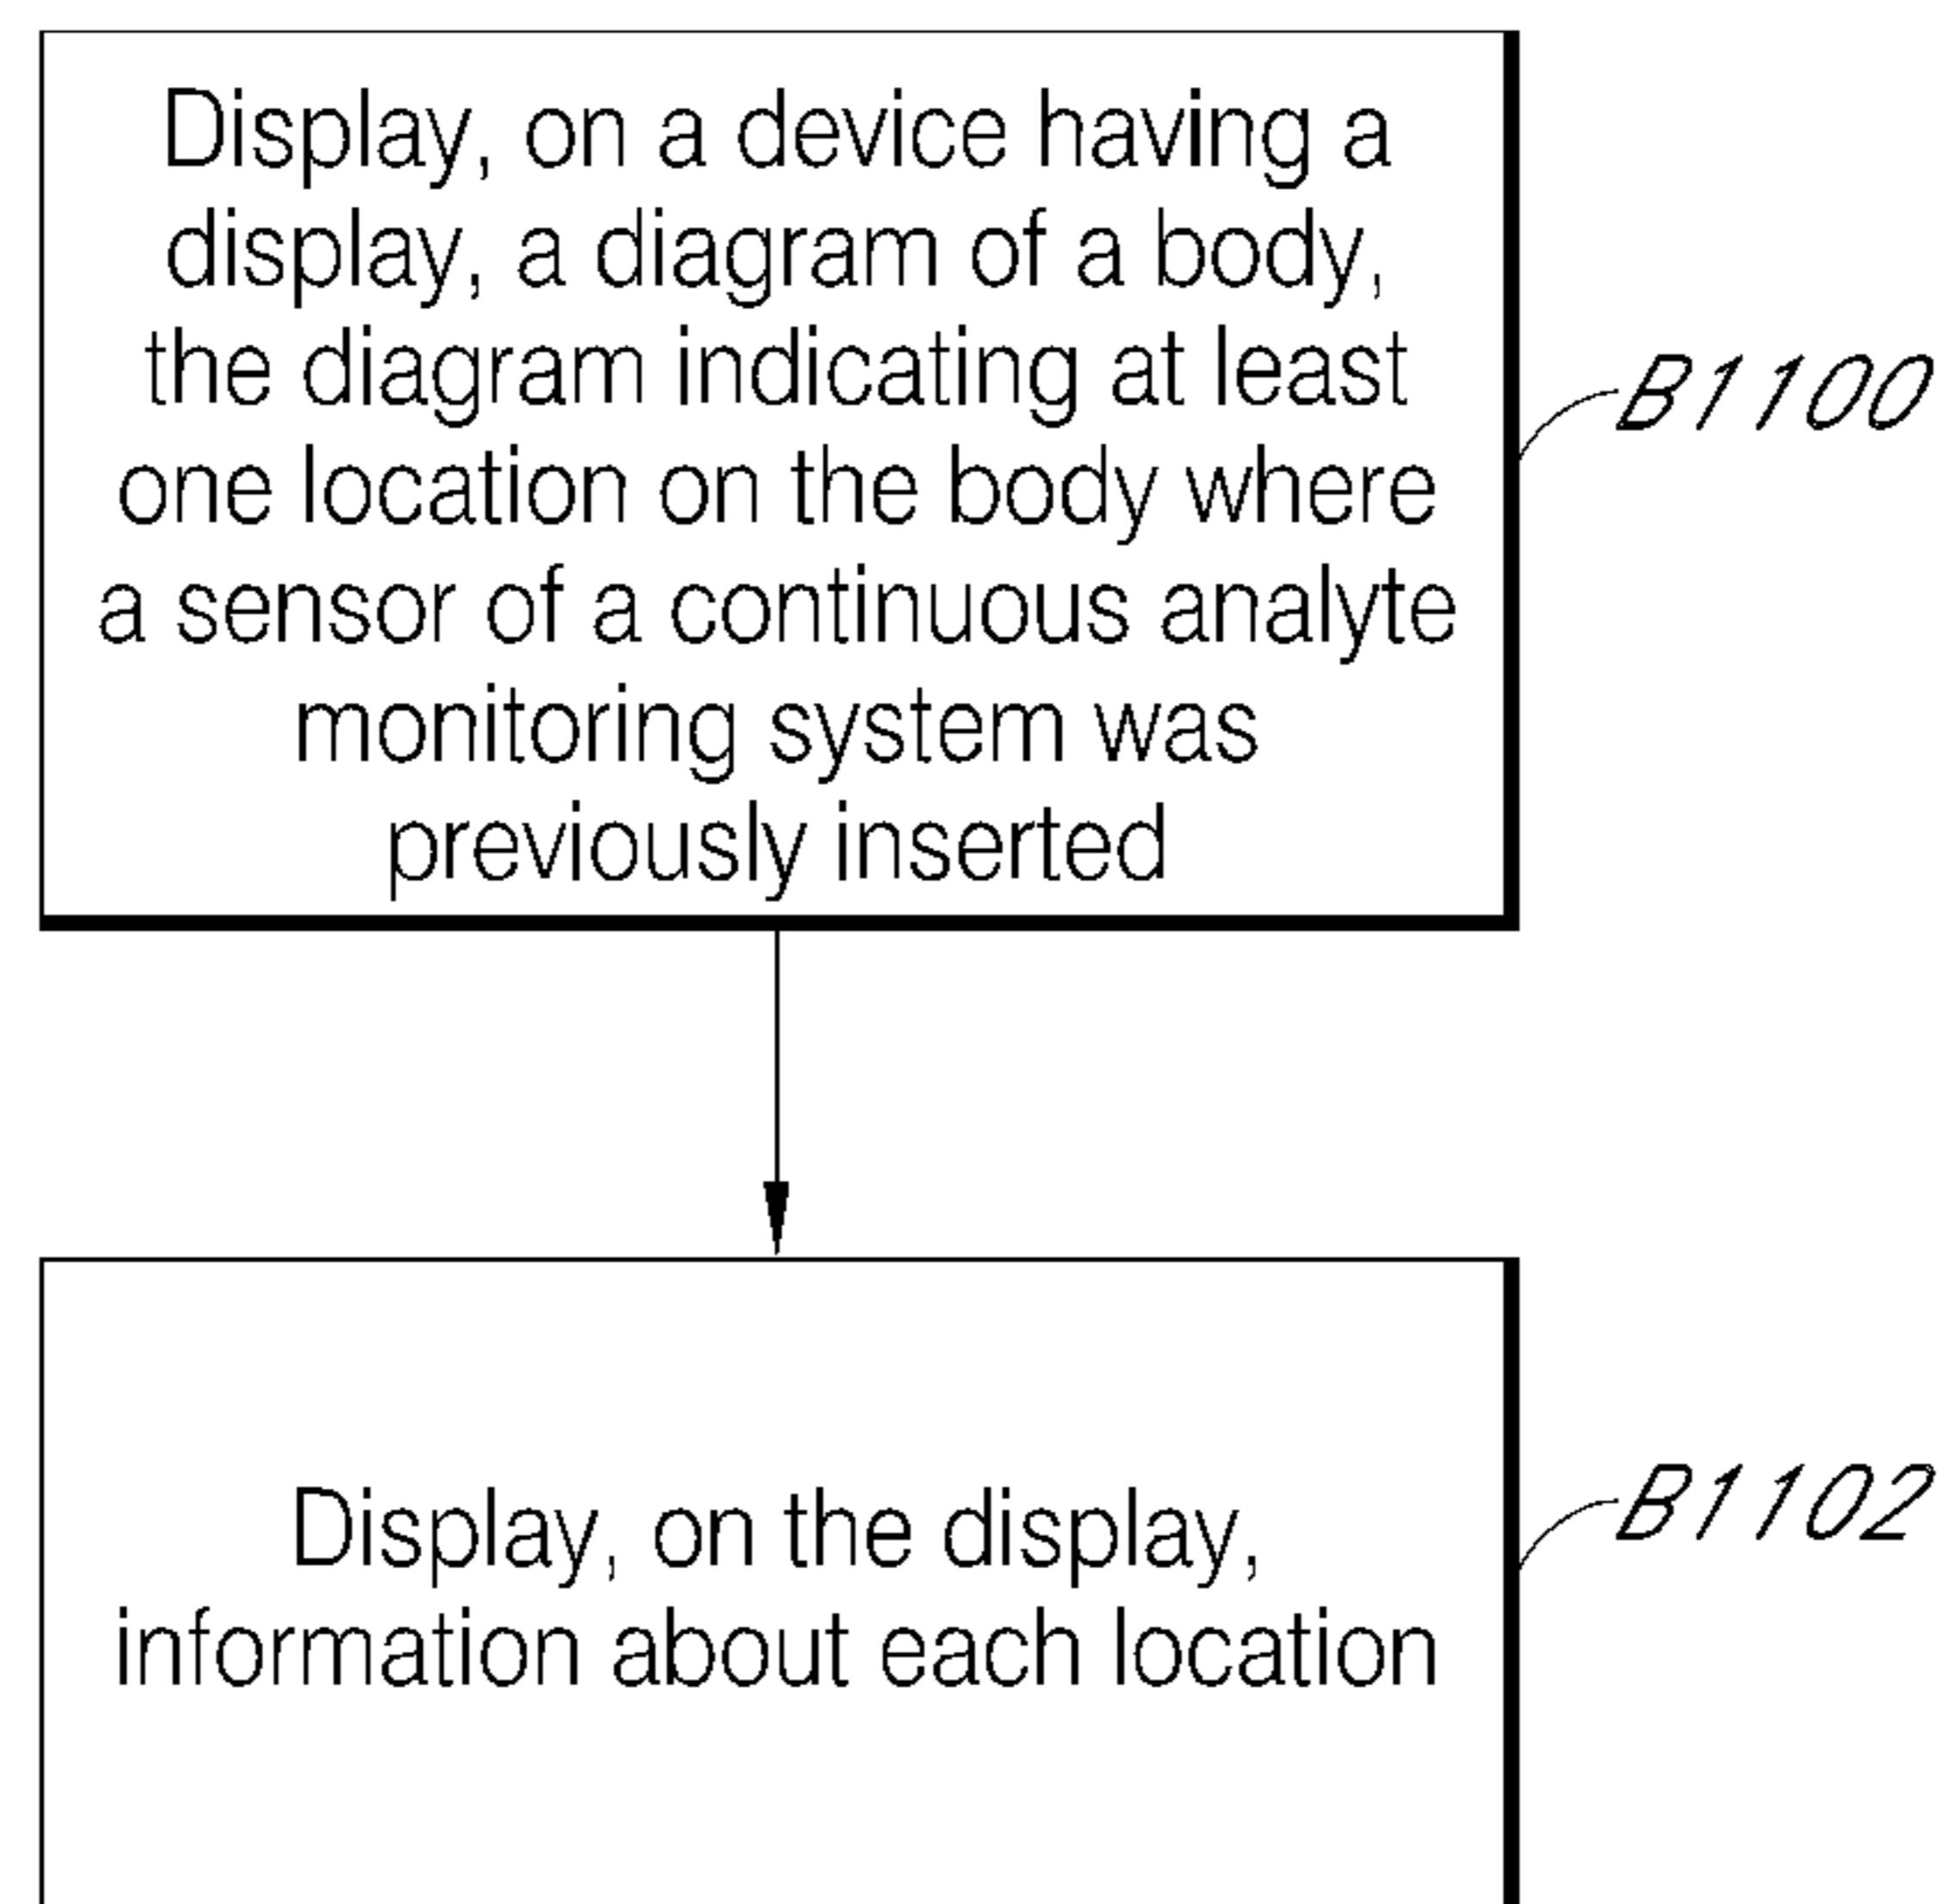 Display, on a device having a
display, a diagram of a body,
the diagram indicating at least
one location on the body where
a sensor of a continuous analyte
monitoring system was
previously inserted
B1100
Display, on the display,
information about each location
B1102